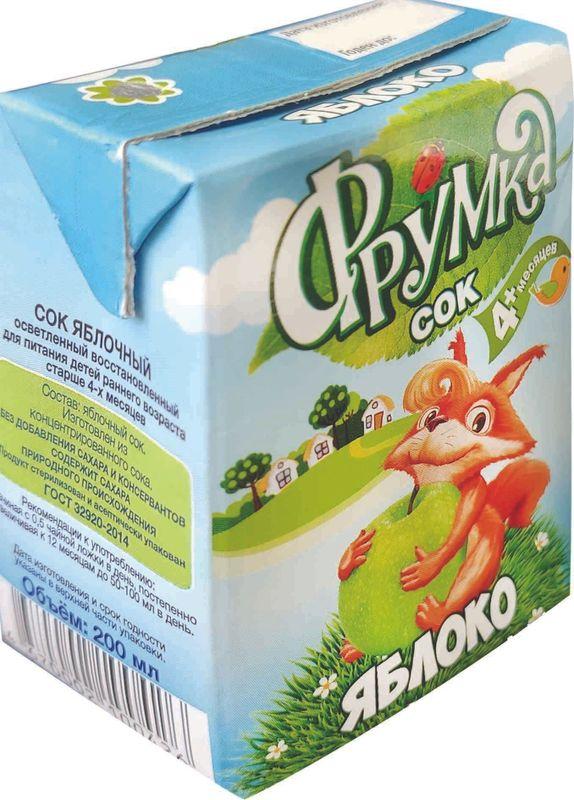 Годен до:
ЯБЛОКО
ФРУМКА
СОК
4+ месяцев
ЯБЛОКО
СОК ЯБЛОЧНЫЙ
осветленный восстановленный
для питания детей раннего возраста
старше 4-х месяцев
Состав: яблочный сок.
Изготовлен из
концентрированного сока.
БЕЗ ДОБАВЛЕНИЯ САХАРА И КОНСЕРВАНТОВ
СОДЕРЖИТ САХАРА
ПРИРОДНОГО ПРОИСХОЖДЕНИЯ
Продукт стерилизован и асептически упакован
ГОСТ 32920-2014
Рекомендации к употреблению:
с 0,5 чайной ложки в день, постепенно
к 12 месяцам до 50-100 мл в день.
Дата изготовления и срок годности
указаны в верхней части упаковки.
Объём: 200 мл